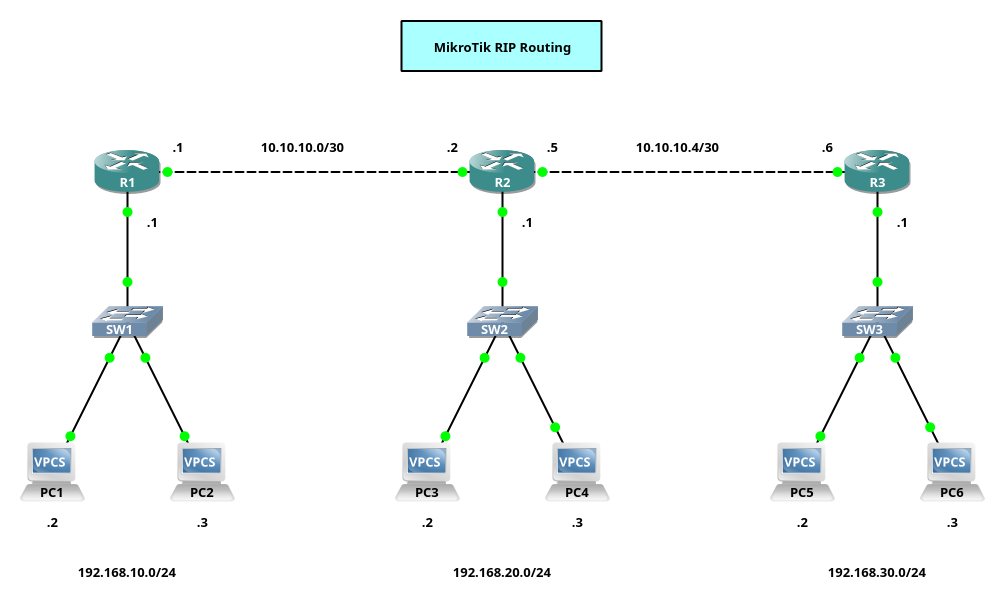 MikroTik RIP Routing
.1
10.10.10.0/30
.2
.5
10.10.10.4/30
.6
R1
R2
R3
.1
.1
.1
SW1
SW2
SW3
VPCS
VPCS
VPCS
VPCS
VPCS
VPCS
PC1
PC2
PC3
PC4
PC5
PC6
.2
.3
.2
.3
.2
.3
192.168.10.0/24
192.168.20.0/24
192.168.30.0/24